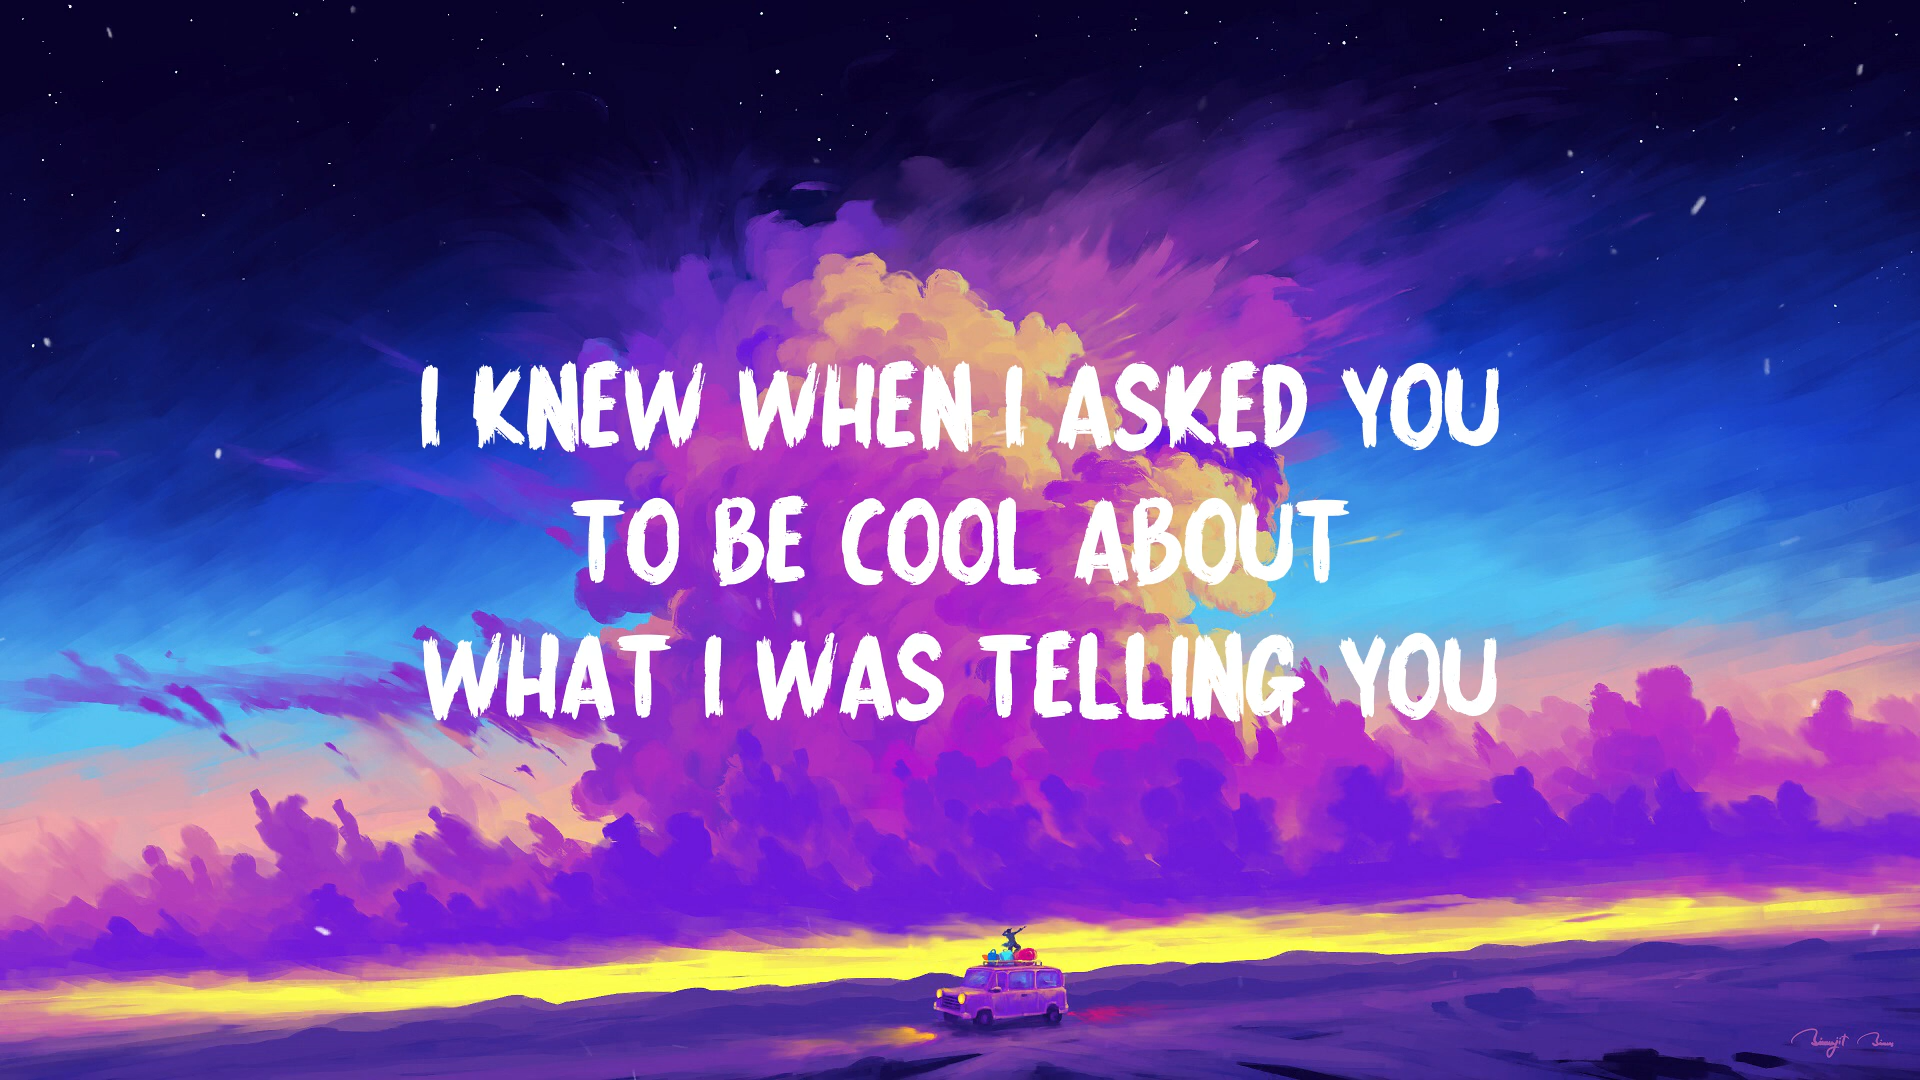 I KNEW WHEN I ASKED YOU
TO BE COOL ABOUT
WHAT I WAS TELLING YOU